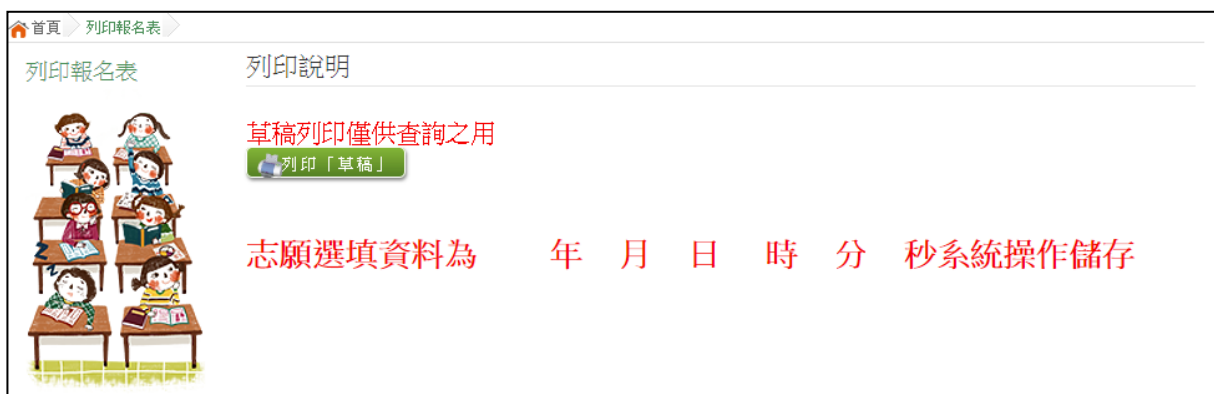 首頁 列印報名表
列印報名表
列印說明
草稿列印僅供查詢之用
列印「草稿」
志願選填資料為 年 月 日 時 分 秒系統操作儲存